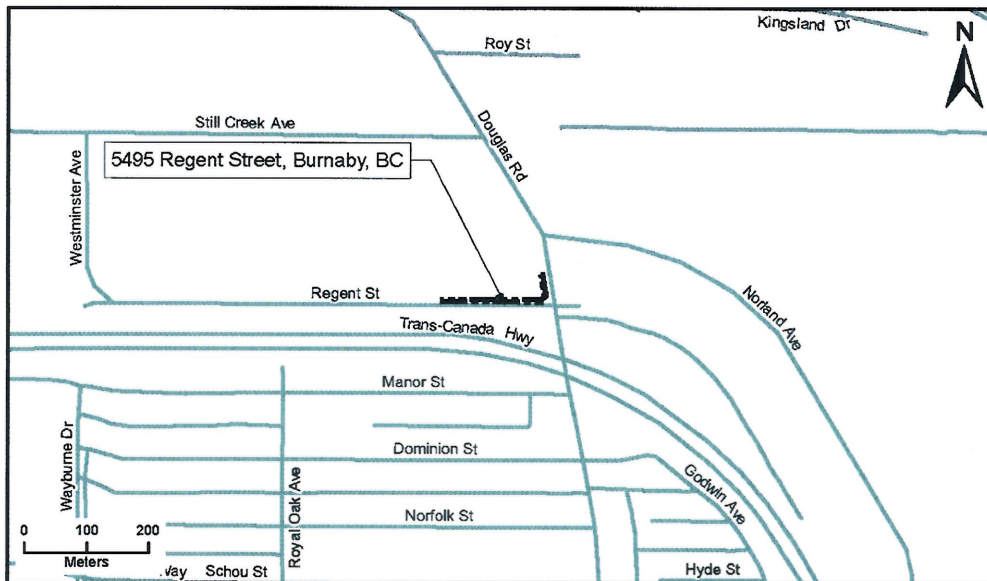 Kingsland Dr
N
Roy St
Still Creek Ave
Douglas Rd
5495 Regent Street, Burnaby, BC
Westminster Ave
Regent St
Norland Ave
Trans-Canada Hwy
Manor St
Wayburne Dr
Dominion St
Royal Oak Ave
Godwin Ave
Norfolk St
0 100 200
Meters
Way Schou St
Hyde St